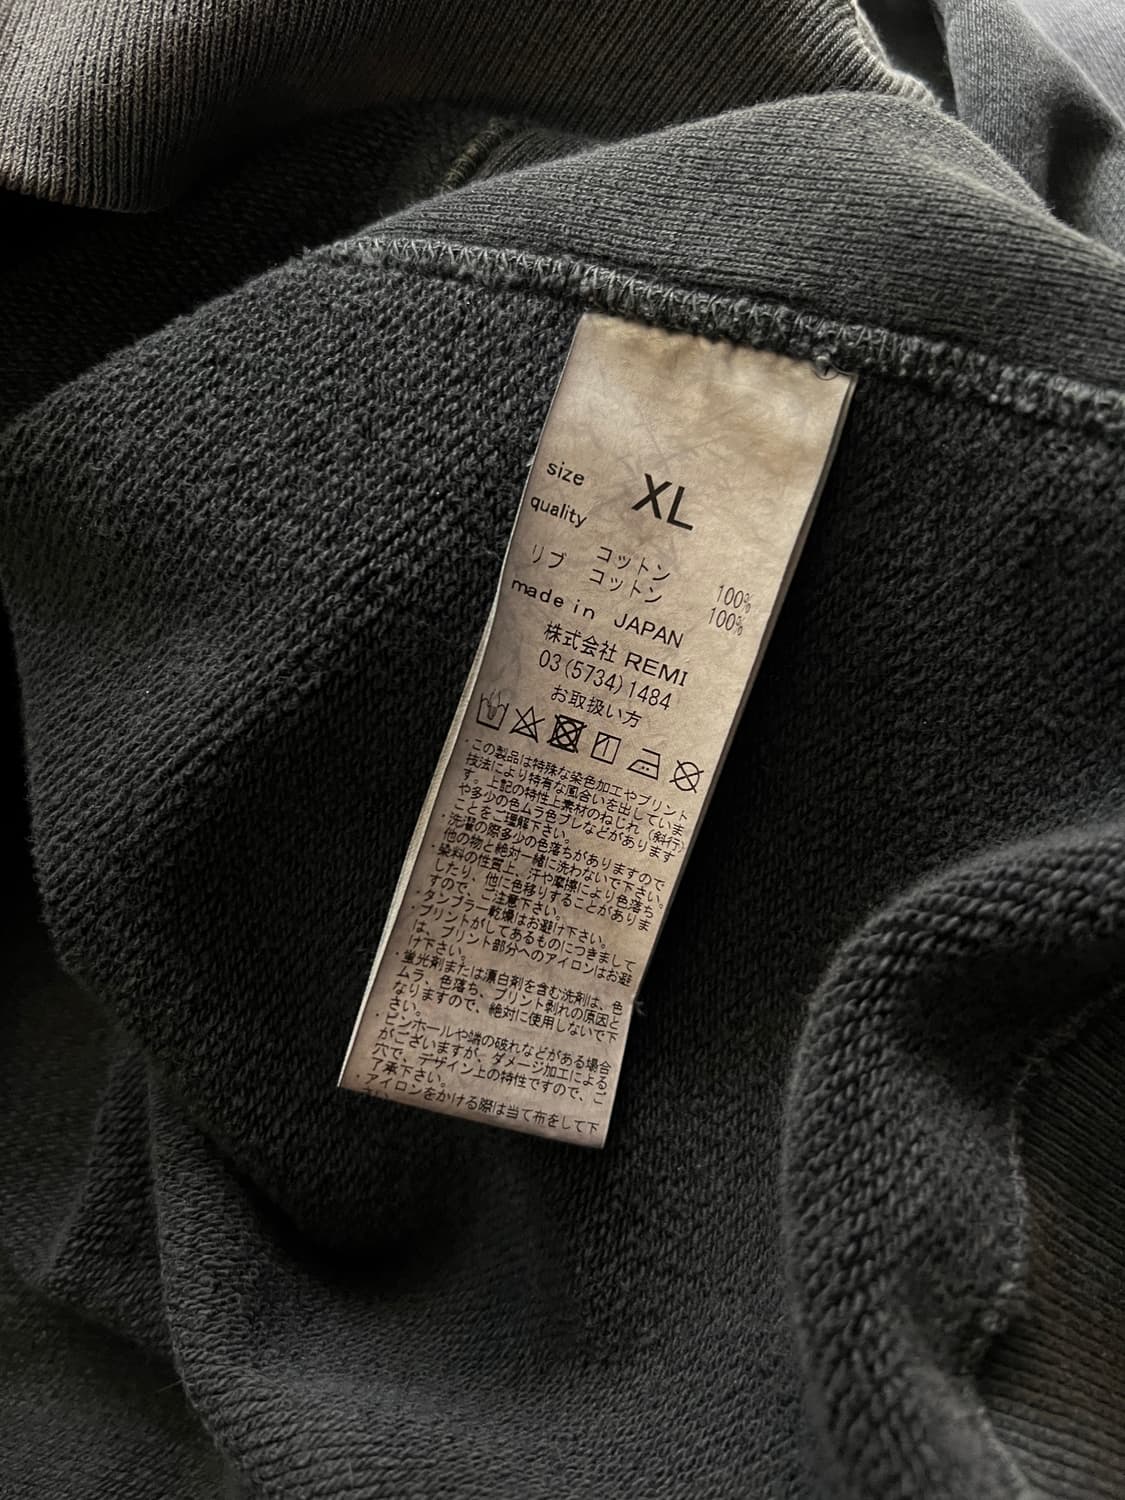 size XL
quality
コットン 100%
リブ コットン 100%
made in JAPAN
株式会社 REMI
03(5734)1484
お取扱い方
・この製品は特殊な染色加工やプリント
技法により特有な風合いを出していま
す。上記の特性上素材のねじれ（斜行）
や多少の色ムラ色ブレなどがあります
ことをご理解下さい。
・洗濯の際多少の色落ちがありますので
他の物と絶対一緒に洗わないで下さい。
・染料の性質上、汗や摩擦により色落ち
したり、他に色移りすることがありま
すので、ご注意下さい。
・タンブラー乾燥はお避け下さい。
・プリントがしてあるものにつきまして
は、プリント部分へのアイロンはお避
け下さい。
・蛍光剤または漂白剤を含む洗剤は、色
ムラ、色落ち、プリント剥れの原因と
なりますので、絶対に使用しないで下
さい。
・ピンホールや端の破れなどがある場合
がございますが、ダメージ加工による
穴で、デザイン上の特性ですので、ご
了承下さい。
・アイロンをかける際は当て布をして下